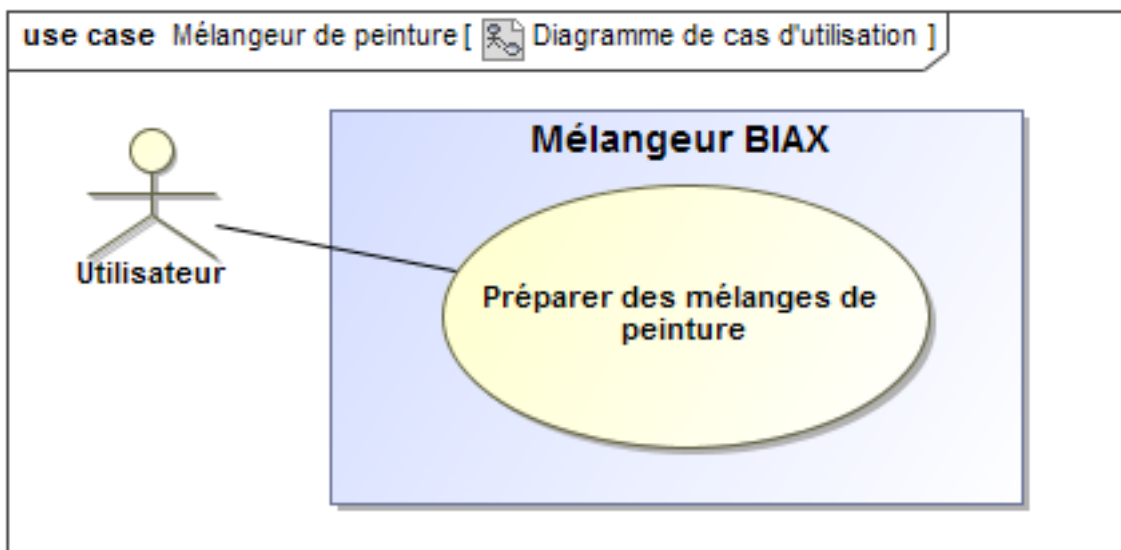 use case Mélangeur de peinture [ Diagramme de cas d'utilisation ]
Mélangeur BIAX
Utilisateur
Préparer des mélanges de
peinture